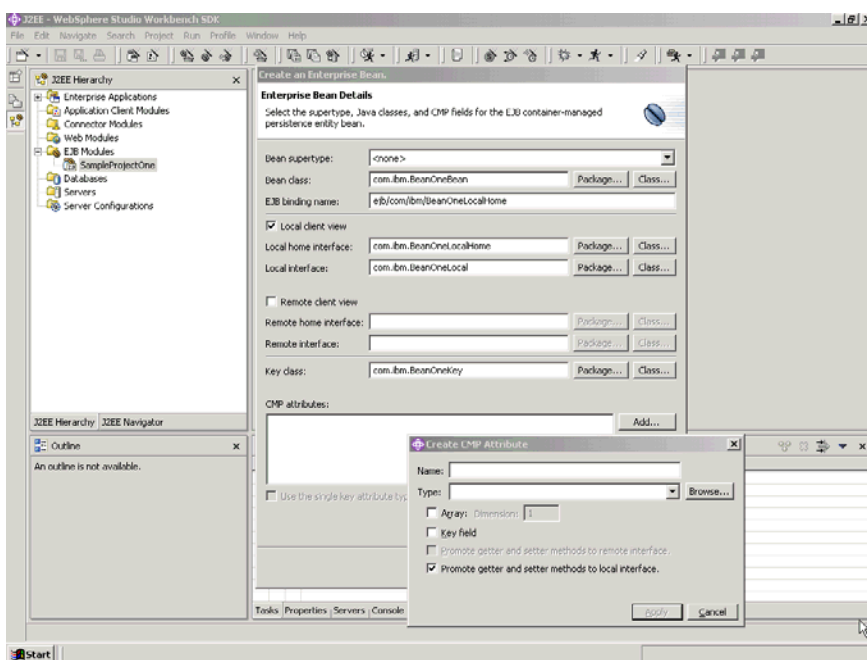 J2EE - WebSphere Studio Workbench SDK
File Edit Navigate Search Project Run Profile Window Help
J2EE Hierarchy
Enterprise Applications
Application Client Modules
Connector Modules
Web Modules
EJB Modules
SampleProjectOne
Databases
Servers
Server Configurations
J2EE Hierarchy J2EE Navigator
Outline
An outline is not available.
Create an Enterprise Bean.
Enterprise Bean Details
Select the supertype, Java classes, and CMP fields for the EJB container-managed
persistence entity bean.
Bean supertype: <none>
Bean class: com.ibm.BeanOneBean Package... Class...
EJB binding name: ejb/com/ibm/BeanOneLocalHome
Local client view
Local home interface: com.ibm.BeanOneLocalHome Package... Class...
Local interface: com.ibm.BeanOneLocal Package... Class...
Remote client view
Remote home interface: Package... Class...
Remote interface: Package... Class...
Key class: com.ibm.BeanOneKey Package... Class...
CMP attributes:
Add...
Use the single key attribute typ
Create CMP Attribute
Name:
Type: Browse...
Array: Dimension: 1
Key field
Promote getter and setter methods to remote interface.
Promote getter and setter methods to local interface.
Apply Cancel
Tasks Properties Servers Console
Start